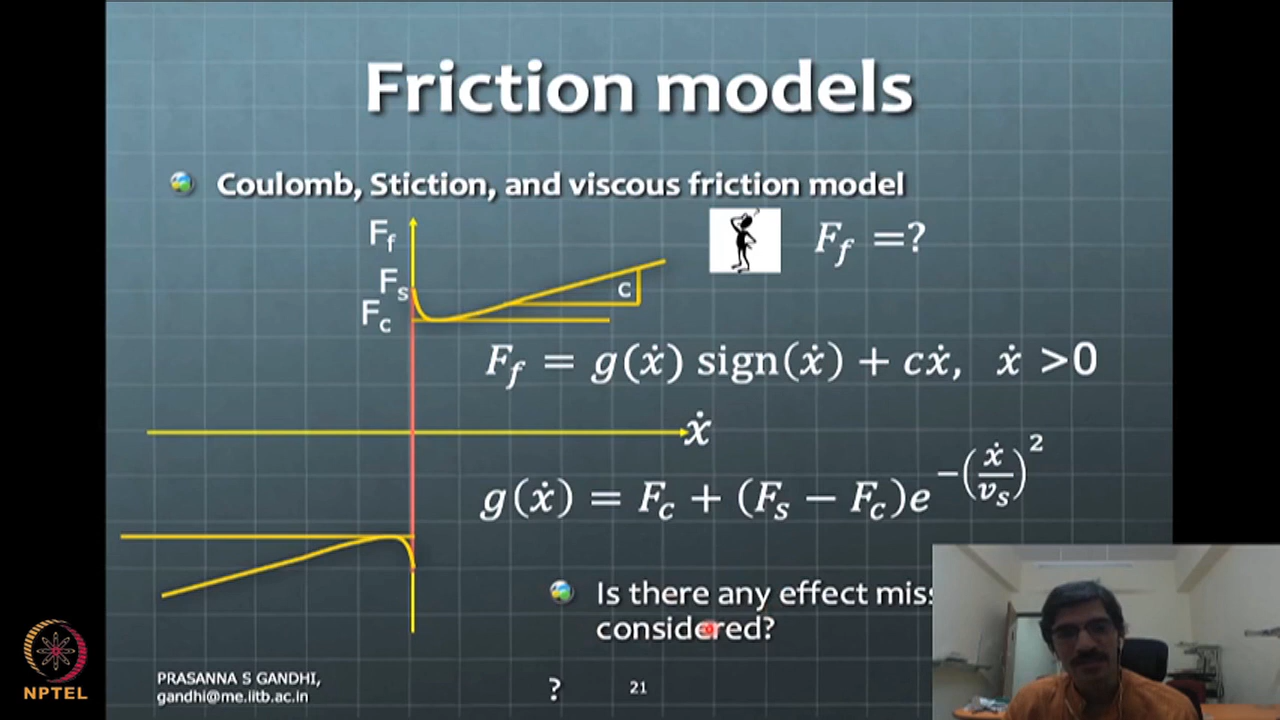 Friction models
Coulomb, Stiction, and viscous friction model
F_f
F_f =?
F_s
c
F_c
F_f = g(ẋ) sign(ẋ) + cẋ, ẋ >0
ẋ
g(ẋ) = F_c + (F_s − F_c)e^{−(ẋ/v_s)^2}
Is there any effect
considered?
PRASANNA S GANDHI,
gandhi@me.iitb.ac.in
?
21
NPTEL